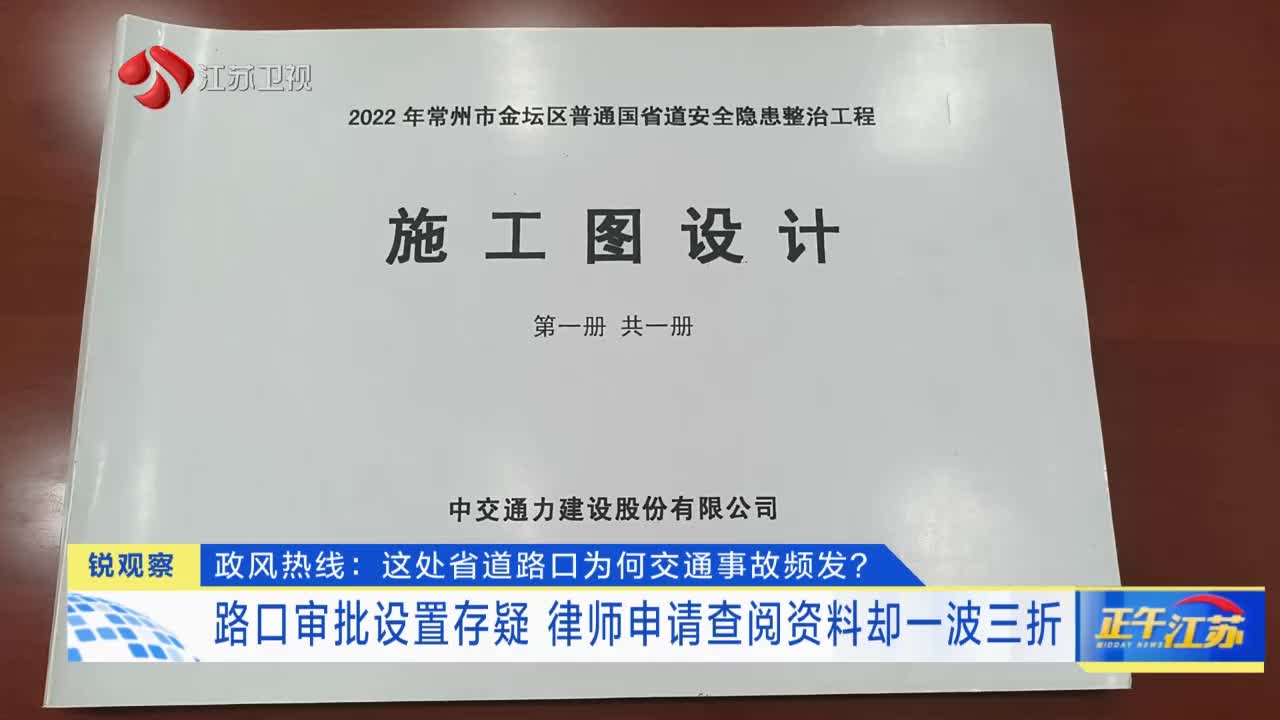 江苏卫视
2022年常州市金坛区普通国省道安全隐患整治工程
施工图设计
第一册 共一册
中交通力建设股份有限公司
锐观察
政风热线：这处省道路口为何交通事故频发？
路口审批设置存疑 律师申请查阅资料却一波三折
正午江苏
MIDDAY NEWS